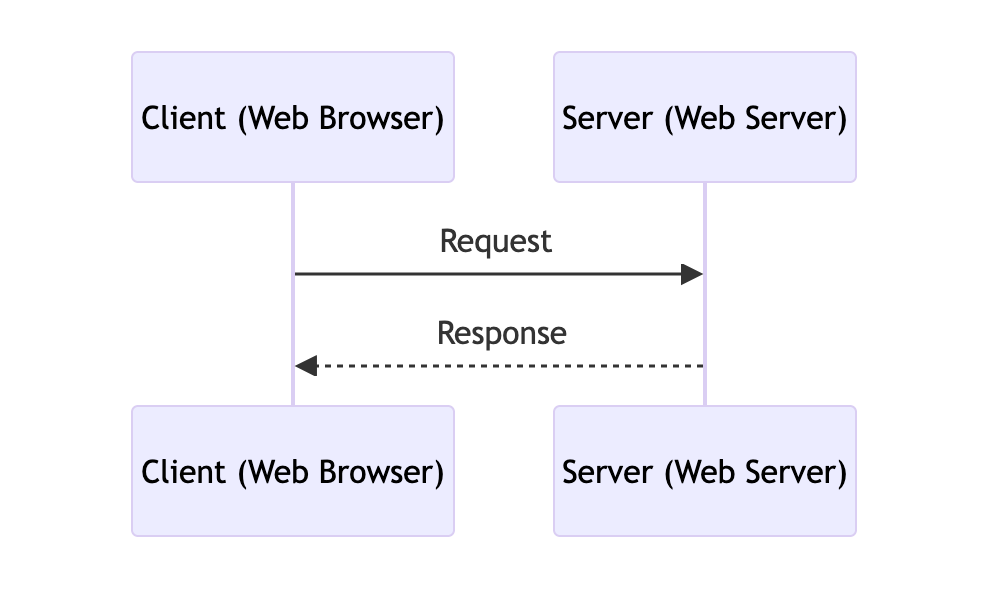 Client (Web Browser)
Server (Web Server)
Request
Response
Client (Web Browser)
Server (Web Server)